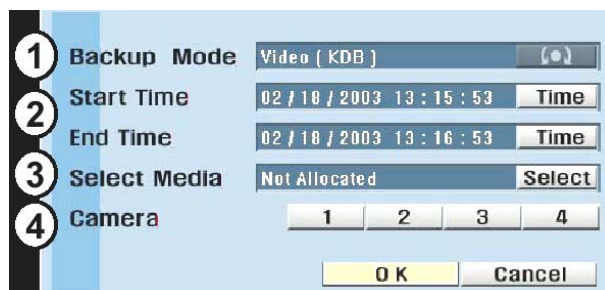 1 Backup Mode Video ( KDB ) (●)
2 Start Time 02 / 18 / 2003 13 : 15 : 53 Time
End Time 02 / 18 / 2003 13 : 16 : 53 Time
3 Select Media Not Allocated Select
4 Camera 1 2 3 4
OK Cancel